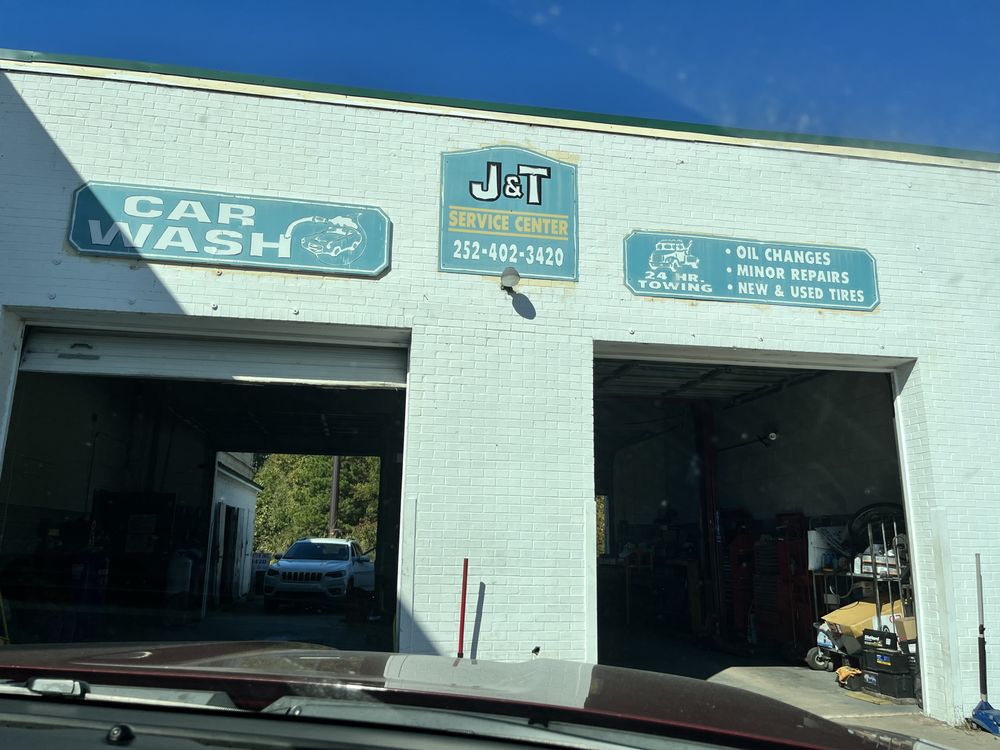 CAR
WASH
J&T
SERVICE CENTER
252-402-3420
24 HR.
TOWING
• OIL CHANGES
• MINOR REPAIRS
• NEW & USED TIRES